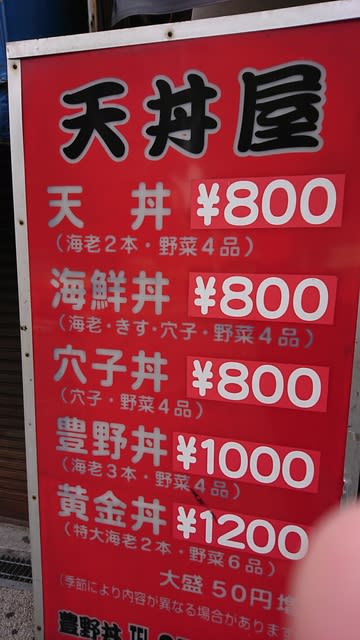 天丼屋
天丼 ¥800
(海老2本・野菜4品)
海鮮丼 ¥800
(海老・きす・穴子・野菜4品)
穴子丼 ¥800
(穴子・野菜4品)
豊野丼 ¥1000
(海老3本・野菜4品)
黄金丼 ¥1200
(特大海老2本・野菜6品)
大盛50円増
(季節により内容が異なる場合があります
豊野丼 TEL